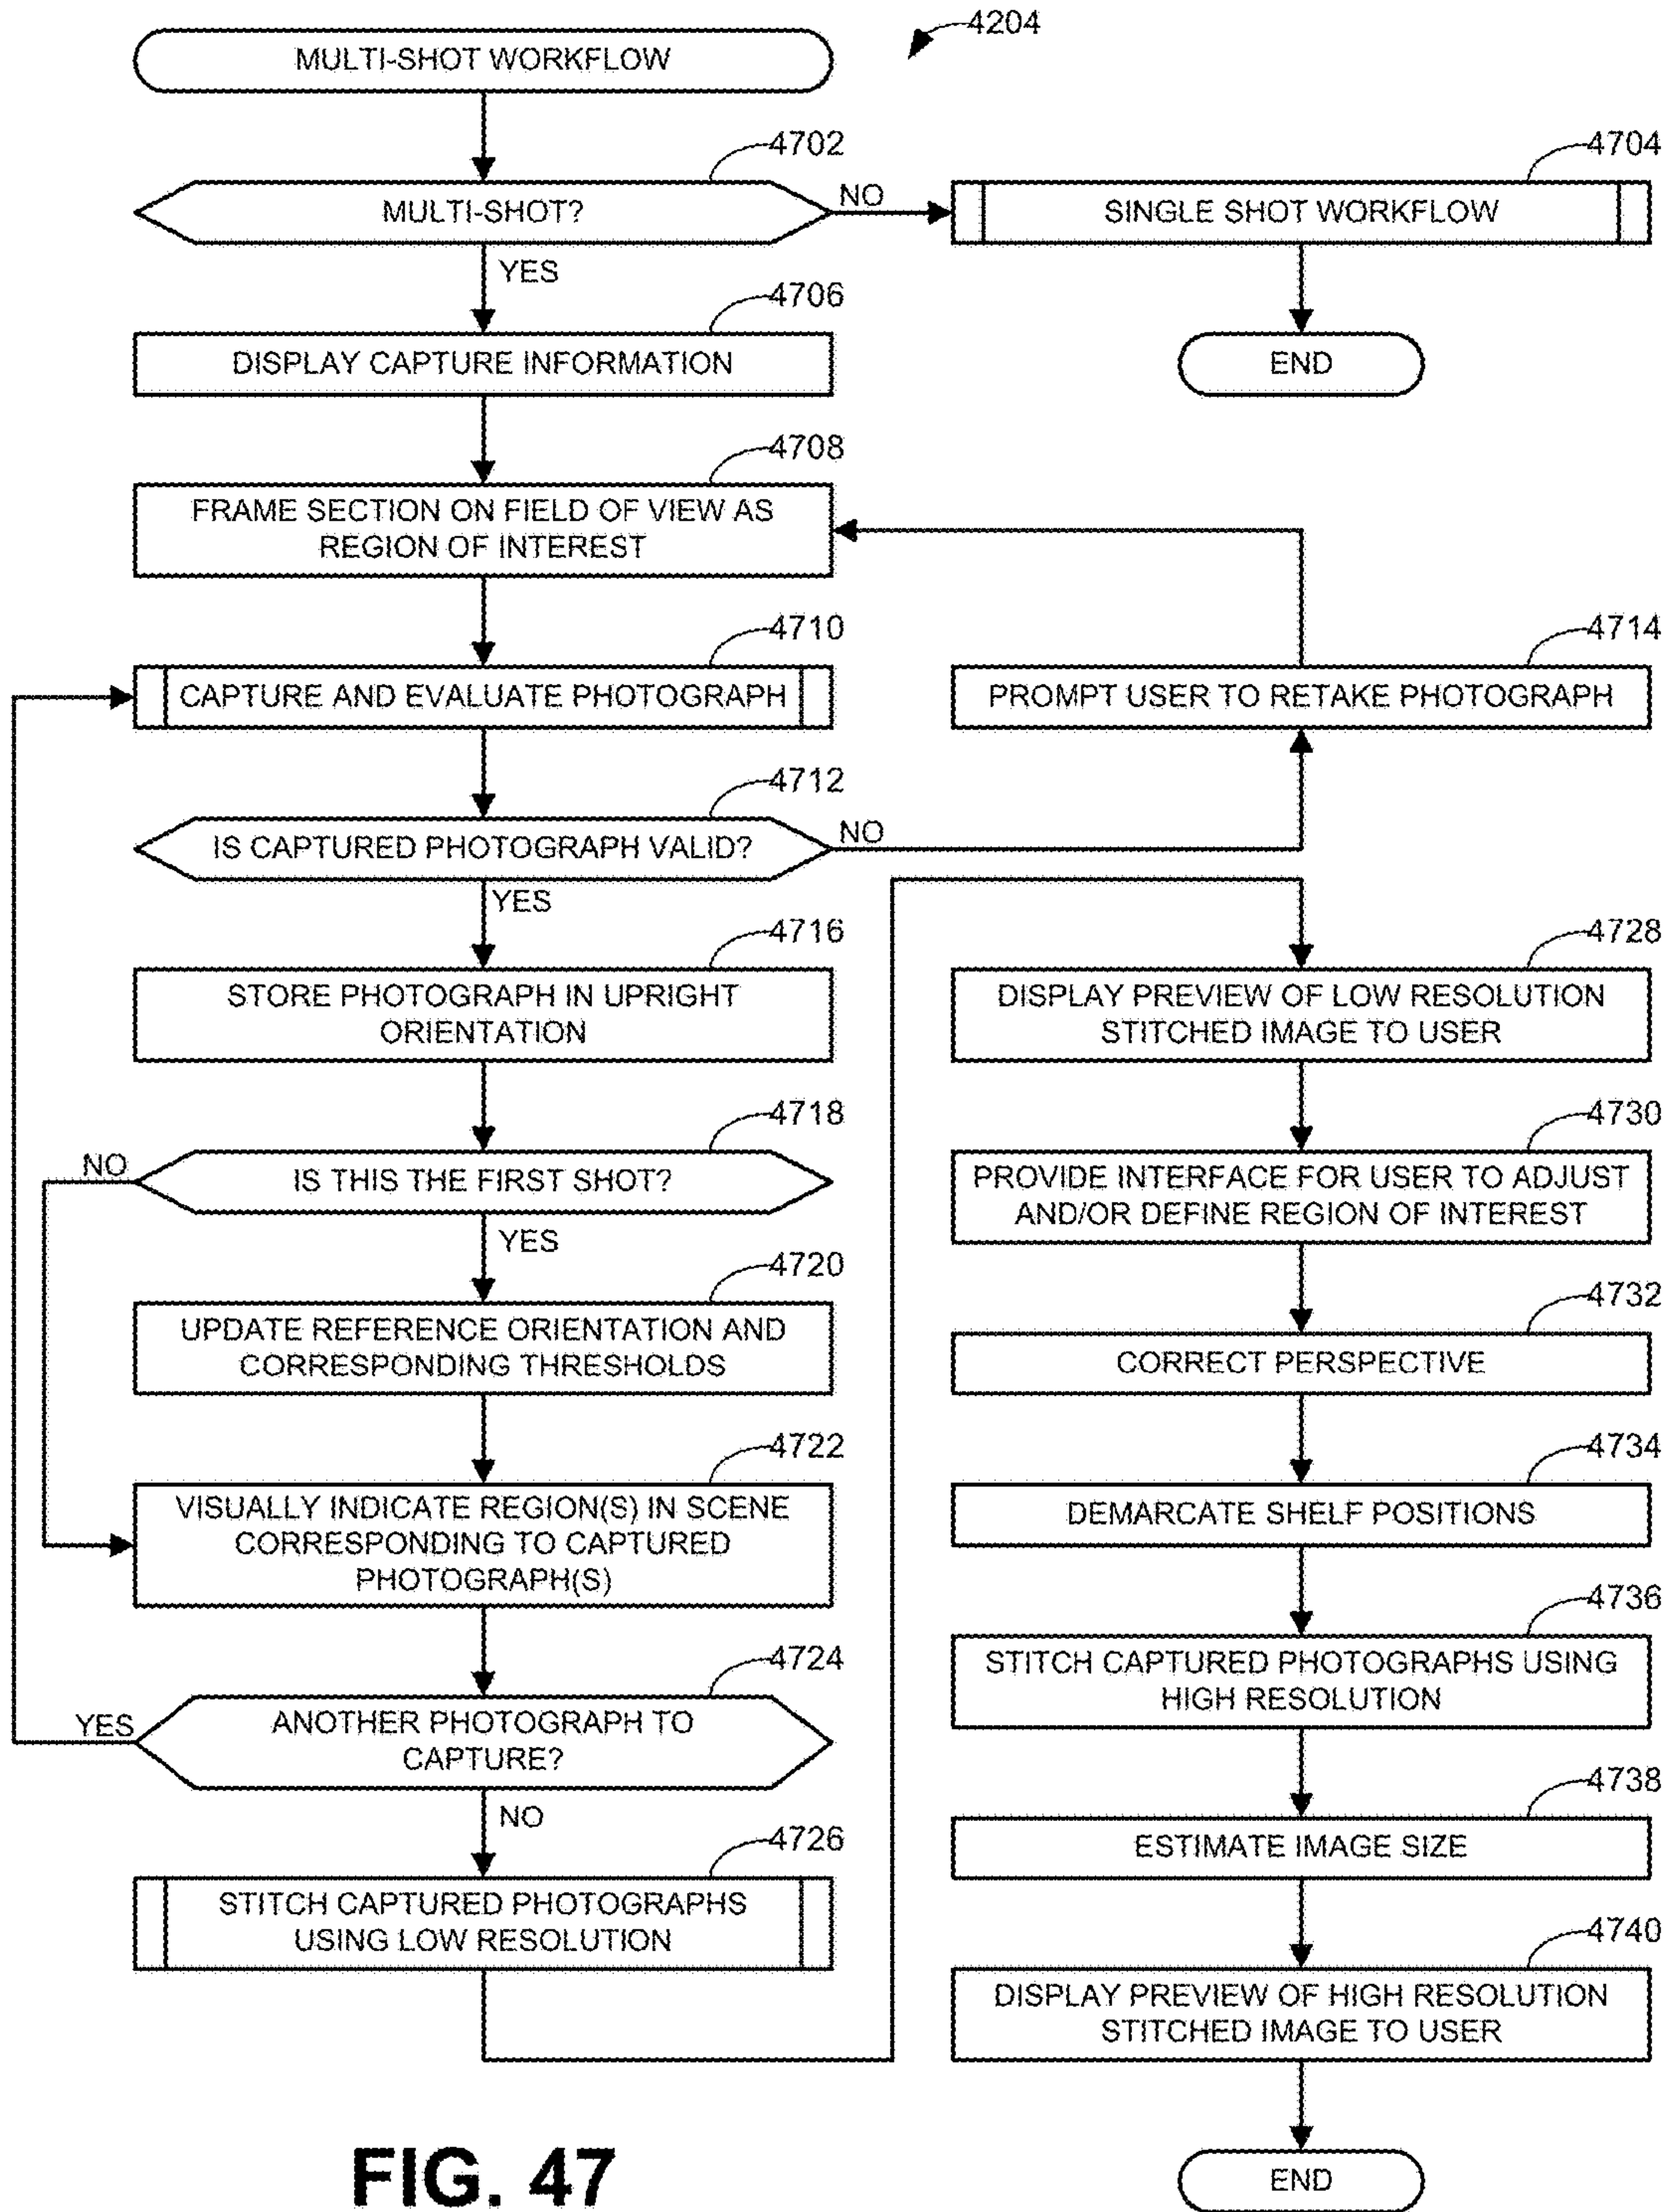 4204
MULTI-SHOT WORKFLOW
4702
MULTI-SHOT?
NO
YES
4704
SINGLE SHOT WORKFLOW
END
4706
DISPLAY CAPTURE INFORMATION
4708
FRAME SECTION ON FIELD OF VIEW AS
REGION OF INTEREST
4710
CAPTURE AND EVALUATE PHOTOGRAPH
4712
IS CAPTURED PHOTOGRAPH VALID?
NO
YES
4714
PROMPT USER TO RETAKE PHOTOGRAPH
4716
STORE PHOTOGRAPH IN UPRIGHT
ORIENTATION
4718
IS THIS THE FIRST SHOT?
NO
YES
4720
UPDATE REFERENCE ORIENTATION AND
CORRESPONDING THRESHOLDS
4722
VISUALLY INDICATE REGION(S) IN SCENE
CORRESPONDING TO CAPTURED
PHOTOGRAPH(S)
4724
ANOTHER PHOTOGRAPH TO
CAPTURE?
YES
NO
4726
STITCH CAPTURED PHOTOGRAPHS
USING LOW RESOLUTION
4728
DISPLAY PREVIEW OF LOW RESOLUTION
STITCHED IMAGE TO USER
4730
PROVIDE INTERFACE FOR USER TO ADJUST
AND/OR DEFINE REGION OF INTEREST
4732
CORRECT PERSPECTIVE
4734
DEMARCATE SHELF POSITIONS
4736
STITCH CAPTURED PHOTOGRAPHS USING
HIGH RESOLUTION
4738
ESTIMATE IMAGE SIZE
4740
DISPLAY PREVIEW OF HIGH RESOLUTION
STITCHED IMAGE TO USER
END
FIG. 47